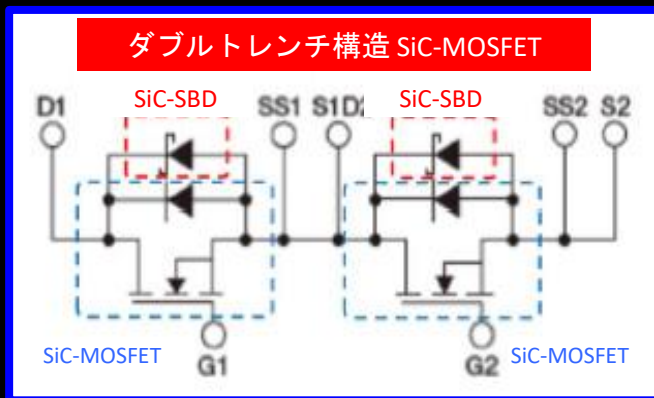 ダブルトレンチ構造 SiC-MOSFET
SiC-SBD SiC-SBD
D1 SS1 S1D2 SS2 S2
SiC-MOSFET G1 G2 SiC-MOSFET